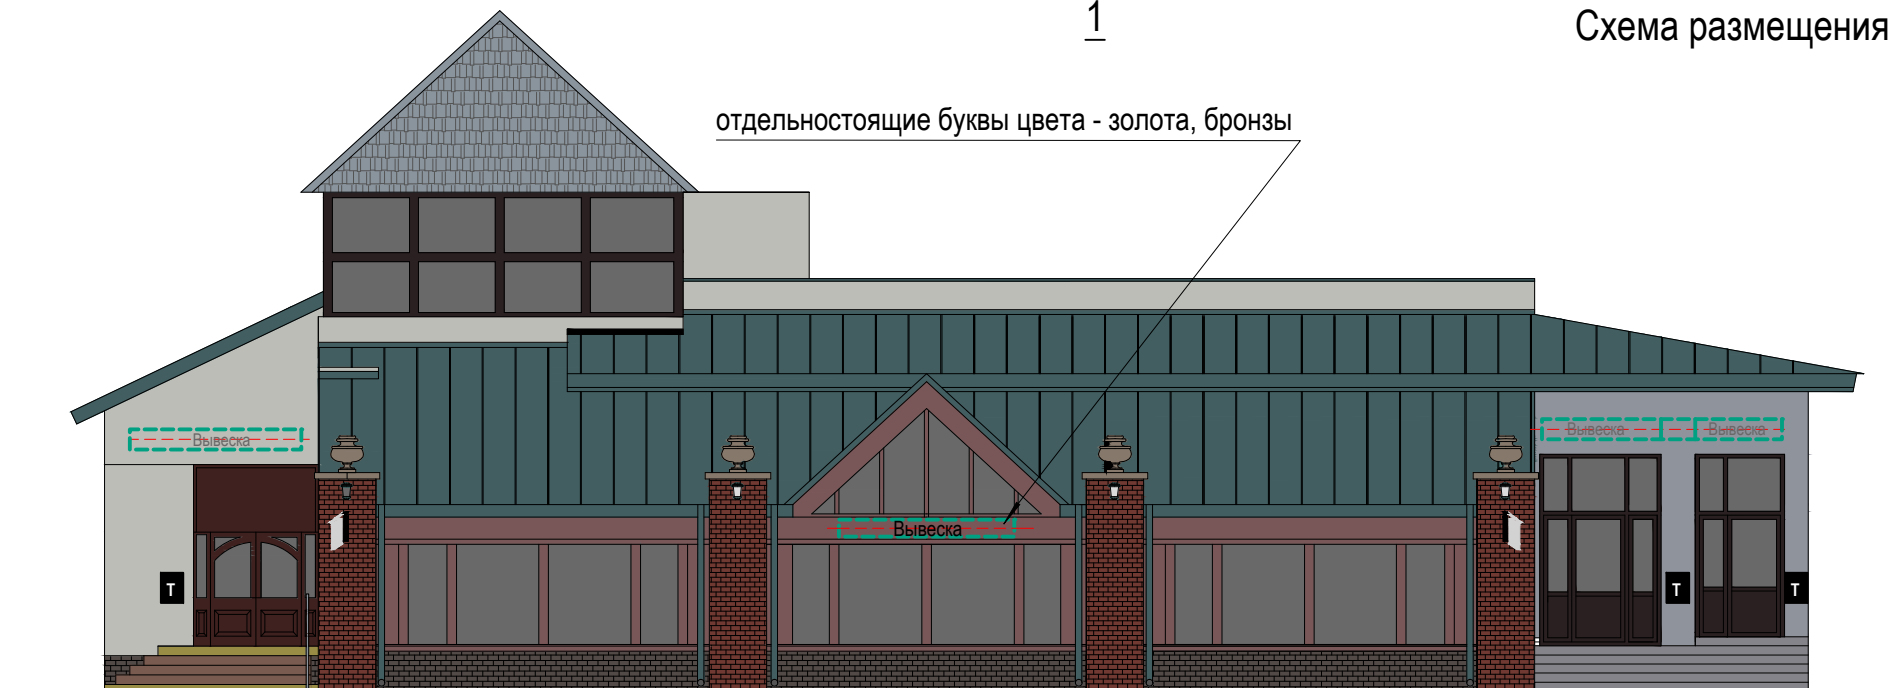 1
Схема размещения
отдельностоящие буквы цвета - золота, бронзы
Вывеска
Вывеска
Вывеска
Вывеска
Т
Т
Т